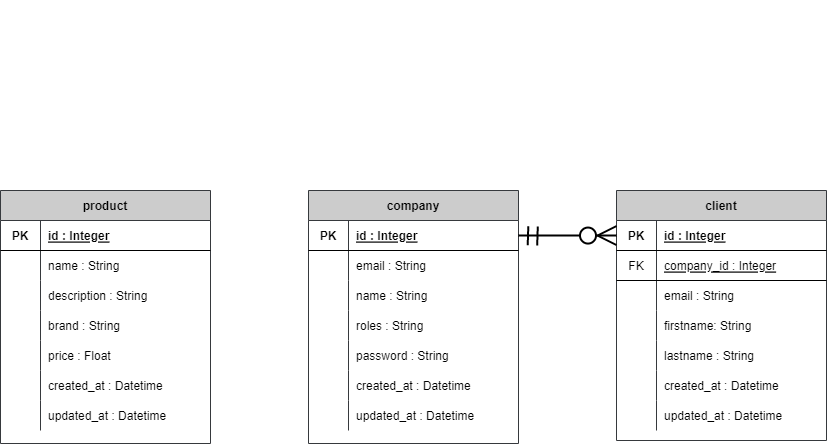 product
PK id : Integer
name : String
description : String
brand : String
price : Float
created_at : Datetime
updated_at : Datetime
company
PK id : Integer
email : String
name : String
roles : String
password : String
created_at : Datetime
updated_at : Datetime
client
PK id : Integer
FK company_id : Integer
email : String
firstname: String
lastname : String
created_at : Datetime
updated_at : Datetime